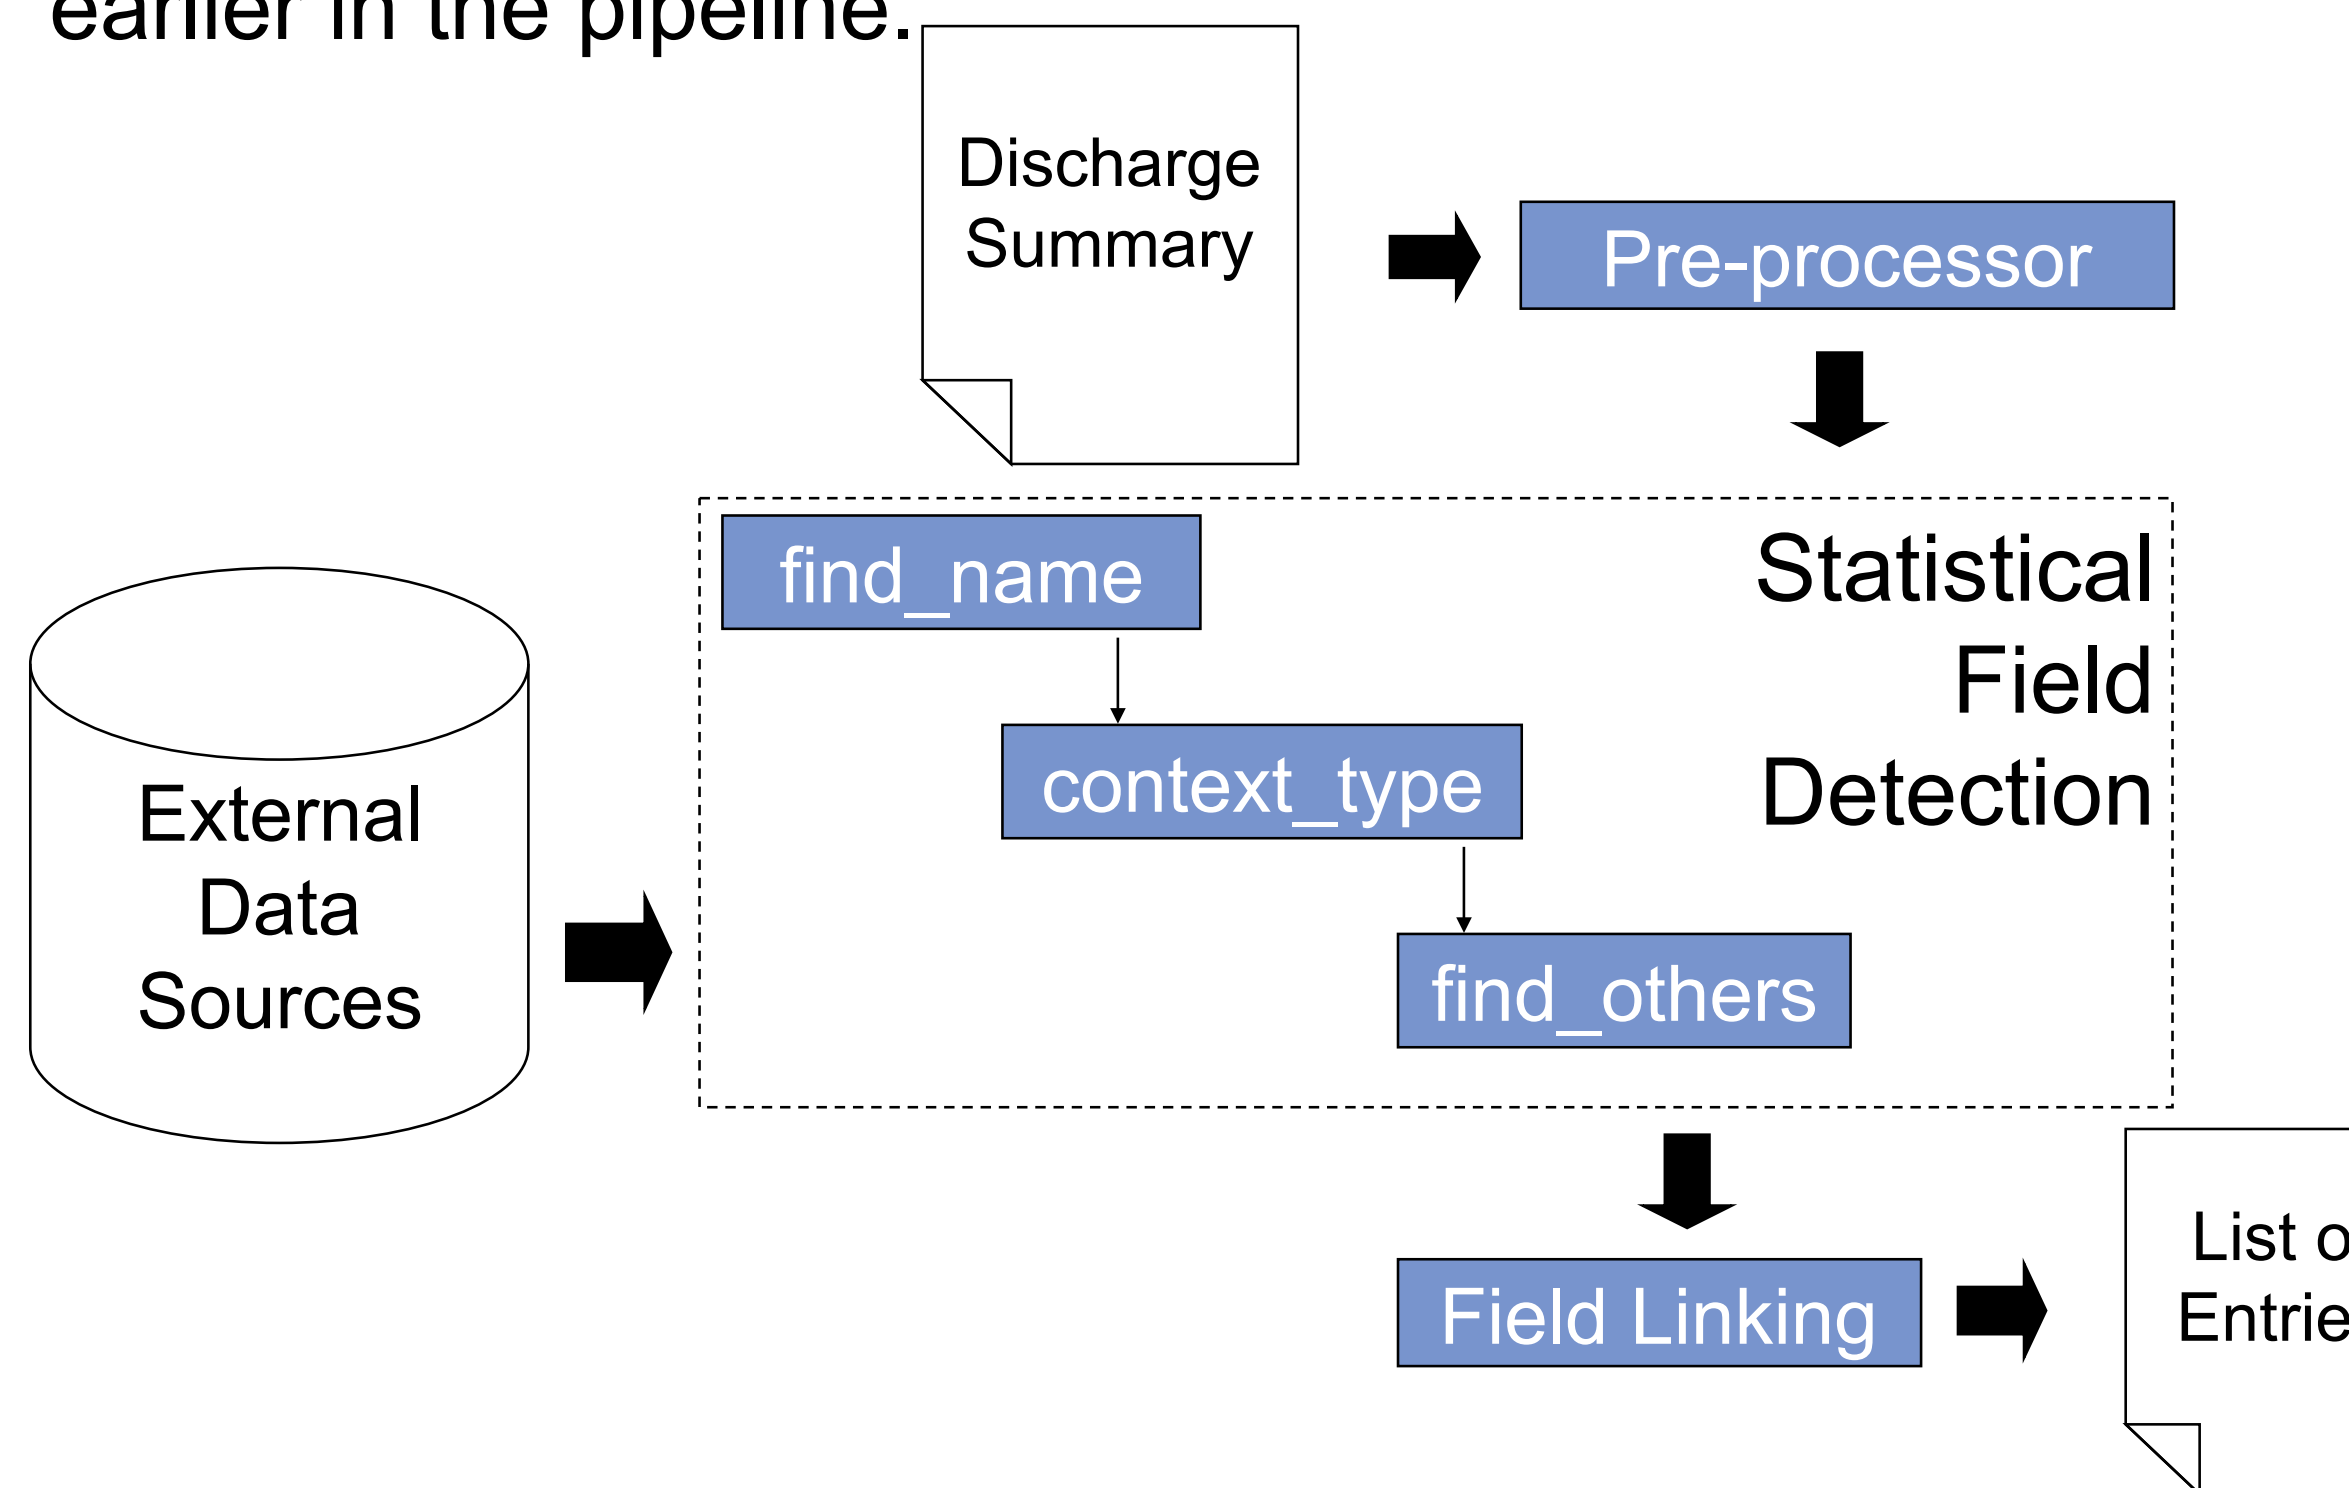 earlier in the pipeline.
Discharge
Summary
Pre-processor
find_name
Statistical
Field
Detection
context_type
find_others
External
Data
Sources
Field Linking
List